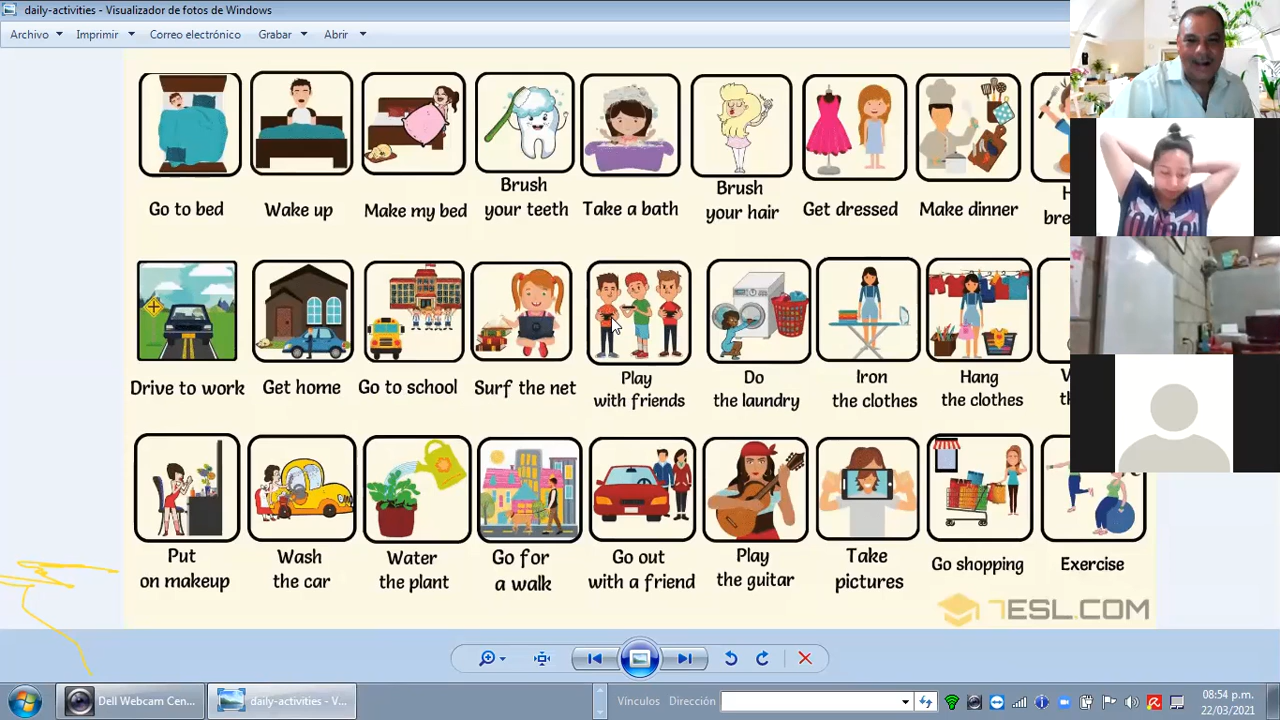 daily-activities - Visualizador de fotos de Windows
Archivo Imprimir Correo electrónico Grabar Abrir
Go to bed
Wake up
Make my bed
Brush
your teeth
Take a bath
Brush
your hair
Get dressed
Make dinner
Drive to work
Get home
Go to school
Surf the net
Play
with friends
Do
the laundry
Iron
the clothes
Hang
the clothes
Put
on makeup
Wash
the car
Water
the plant
Go for
a walk
Go out
with a friend
Play
the guitar
Take
pictures
Go shopping
Exercise
7ESL.COM
LONDON
Dell Webcam Cen...
daily-activities - V...
Vínculos Dirección
08:54 p.m.
22/03/2021